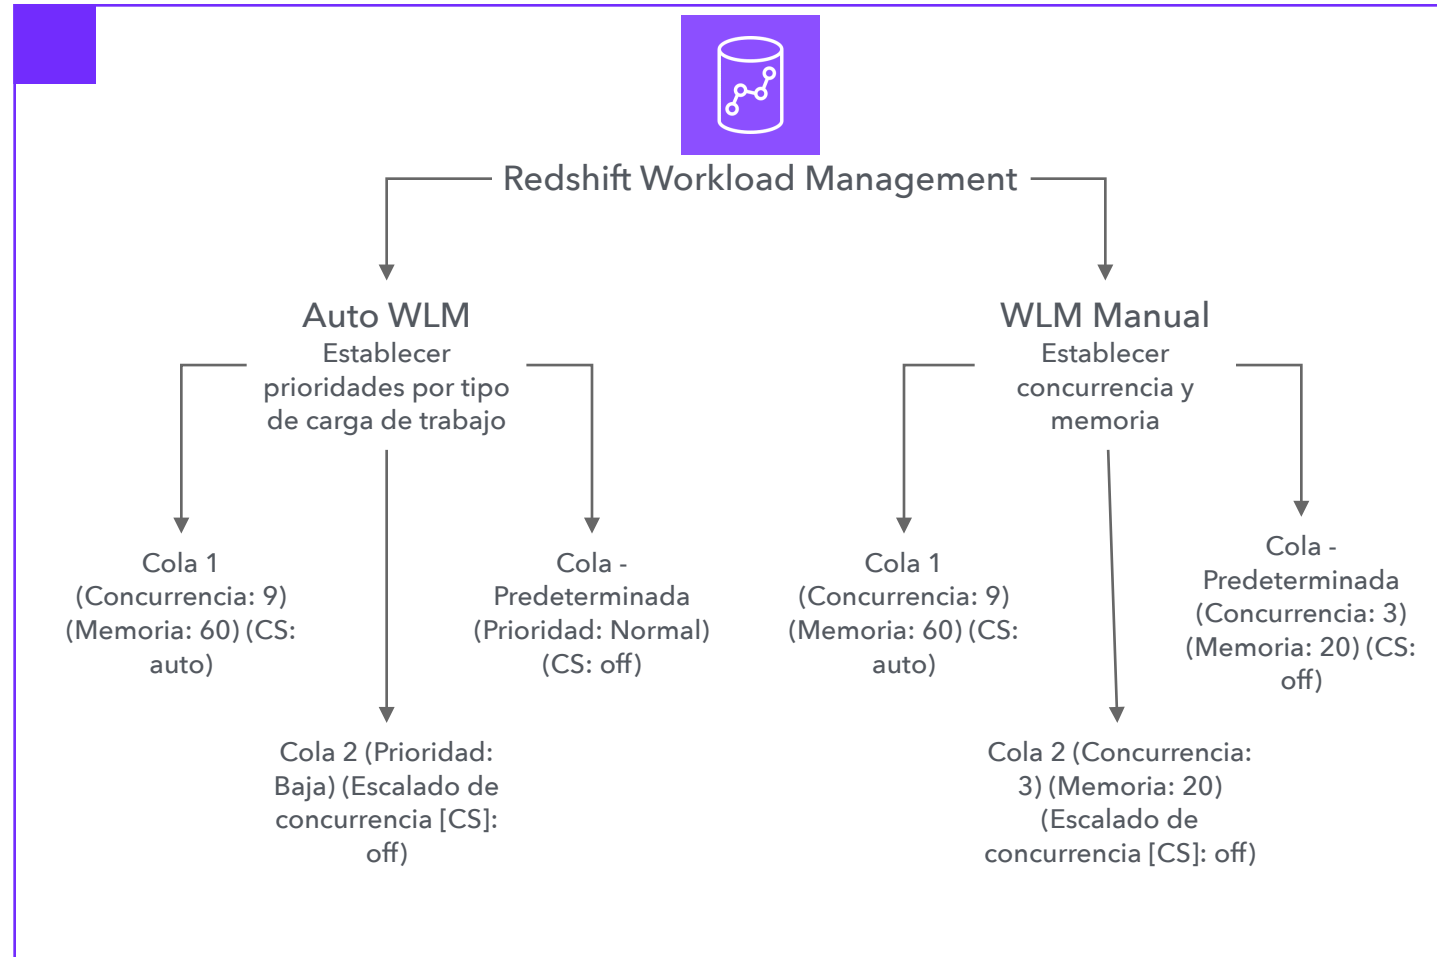 Redshift Workload Management
Auto WLM
Establecer
prioridades por tipo
de carga de trabajo
WLM Manual
Establecer
concurrencia y
memoria
Cola 1
(Concurrencia: 9)
(Memoria: 60) (CS:
auto)
Cola -
Predeterminada
(Prioridad: Normal)
(CS: off)
Cola 2 (Prioridad:
Baja) (Escalado de
concurrencia [CS]:
off)
Cola 1
(Concurrencia: 9)
(Memoria: 60) (CS:
auto)
Cola -
Predeterminada
(Concurrencia: 3)
(Memoria: 20) (CS:
off)
Cola 2 (Concurrencia:
3) (Memoria: 20)
(Escalado de
concurrencia [CS]: off)